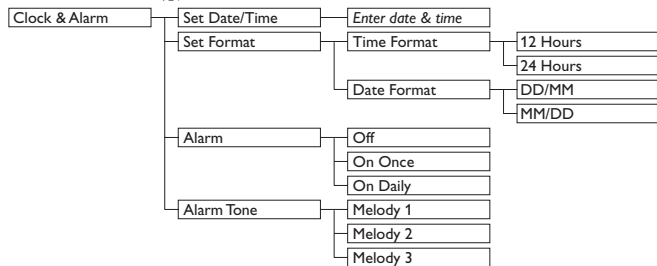 Clock & Alarm Set Date/Time Enter date & time
Set Format Time Format 12 Hours
24 Hours
Date Format DD/MM
MM/DD
Alarm Off
On Once
On Daily
Alarm Tone Melody 1
Melody 2
Melody 3